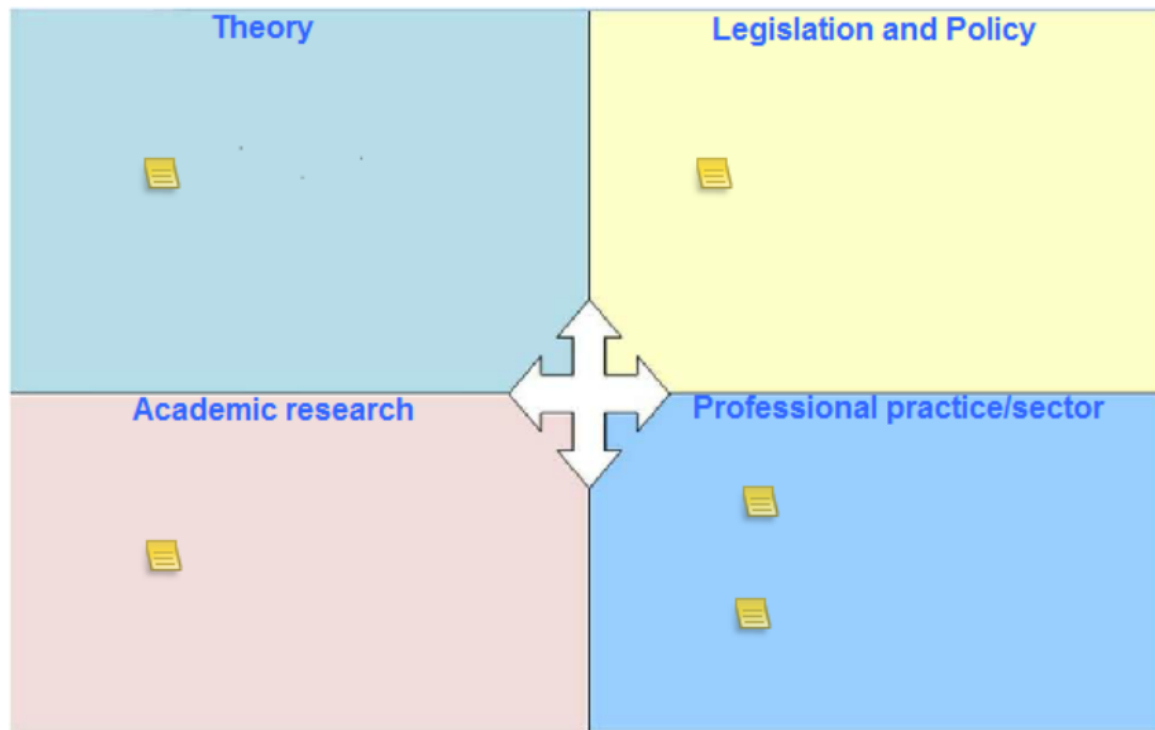 Theory
Legislation and Policy
Academic research
Professional practice/sector